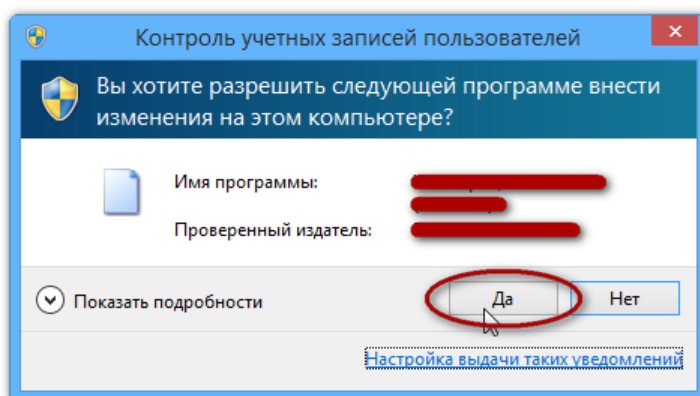 Контроль учетных записей пользователей
Вы хотите разрешить следующей программе внести
изменения на этом компьютере?
Имя программы:
Проверенный издатель:
Показать подробности
Да
Нет
Настройка выдачи таких уведомлений